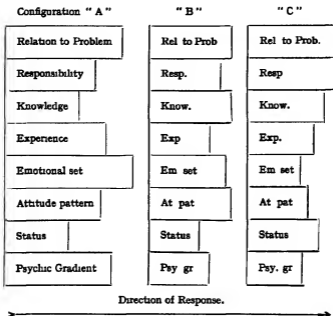 Configuration "A" "B" "C"
Relation to Problem Rel to Prob Rel to Prob.
Responsibility Resp. Resp
Knowledge Know. Know.
Experience Exp Exp.
Emotional set Em set Em set
Attitude pattern At pat At pat
Status Status Status
Psychic Gradient Psy gr Psy. gr
Direction of Response.